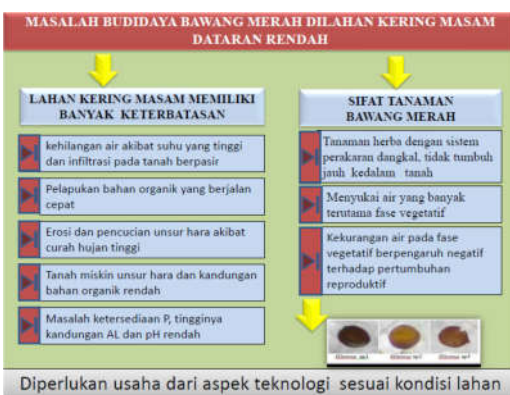 MASALAH BUDIDAYA BAWANG MERAH DILAHAN KERING MASAM
DATARAN RENDAH
LAHAN KERING MASAM MEMILIKI
BANYAK KETERBATASAN
kehilangan air akibat suhu yang tinggi
dan infiltrasi pada tanah berpasir
Pelapukan bahan organik yang berjalan
cepat
Erosi dan pencucian unsur hara akibat
curah hujan tinggi
Tanah miskin unsur hara dan kandungan
bahan organik rendah
Masalah ketersediaan P, tingginya
kandungan AL dan pH rendah
SIFAT TANAMAN
BAWANG MERAH
Tanaman herba dengan sistem
perakaran dangkal, tidak tumbuh
jauh kedalam tanah
Menyukai air yang banyak
terutama fase vegetatif
Kekurangan air pada fase
vegetatif berpengaruh negatif
terhadap pertumbuhan
reproduktif
Diperlukan usaha dari aspek teknologi sesuai kondisi lahan